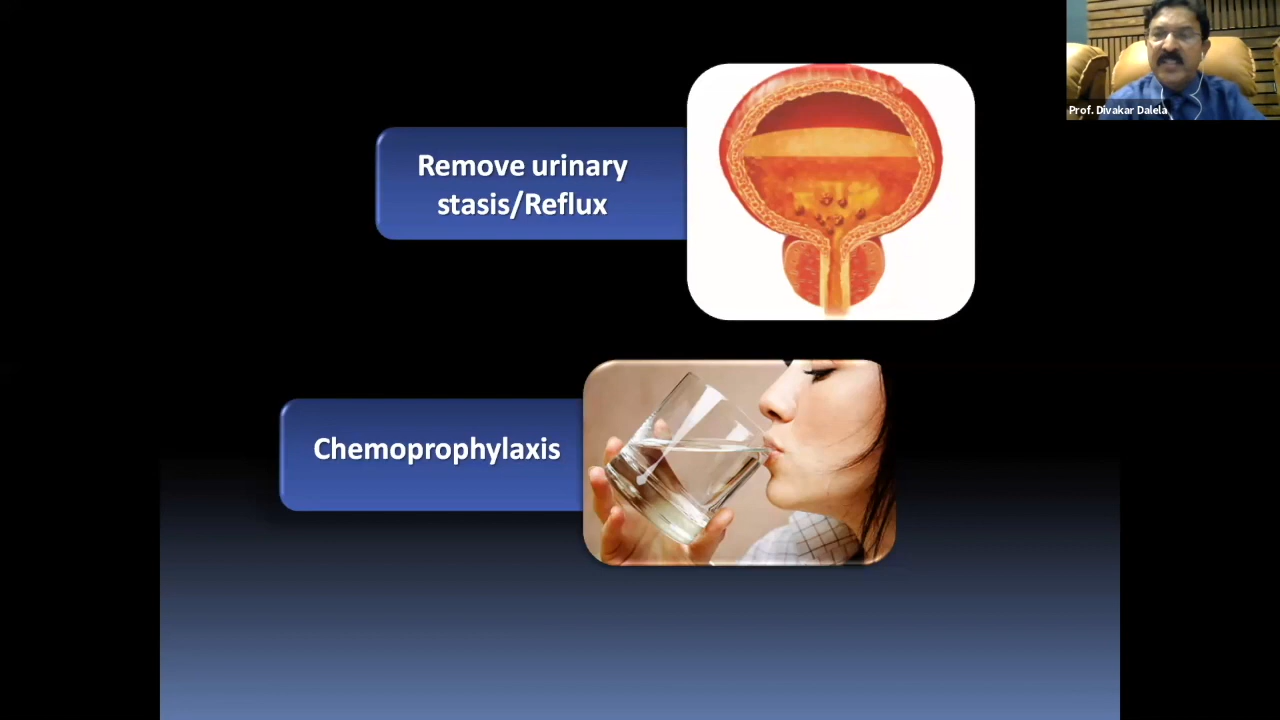 Prof. Divakar Dalela
Remove urinary
stasis/Reflux
Chemoprophylaxis